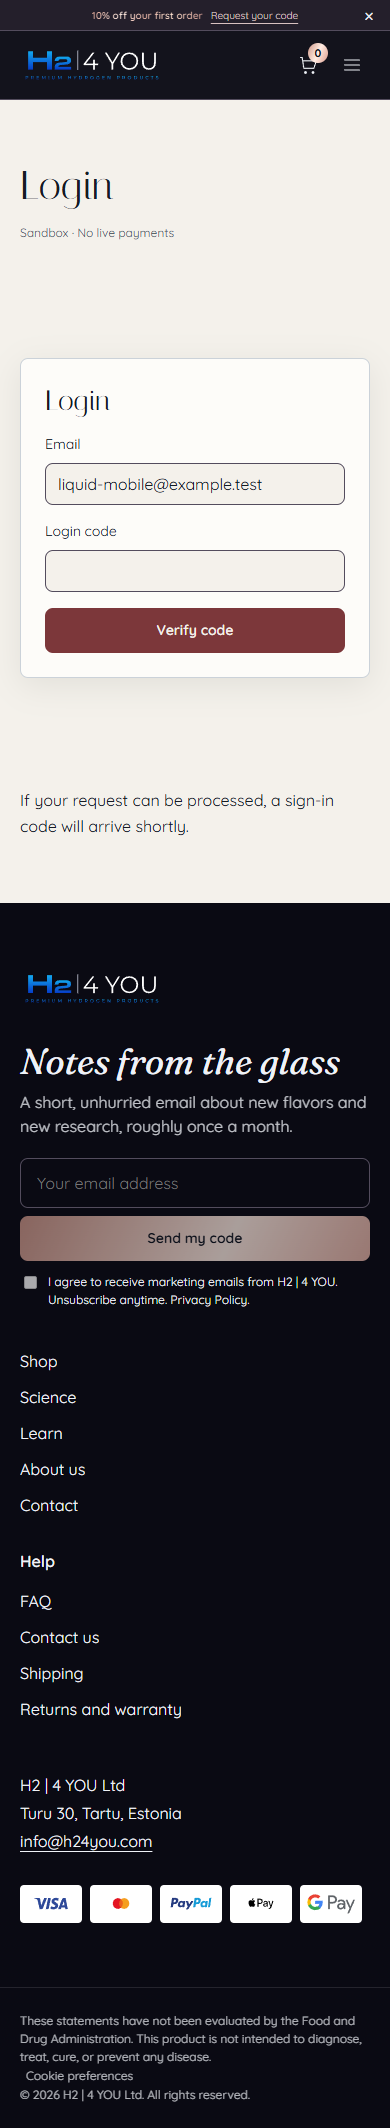 10% off your first order Request your code ×
H2 | 4 YOU
PREMIUM HYDROGEN PRODUCTS
0
Login
Sandbox · No live payments
Login
Email
liquid-mobile@example.test
Login code
Verify code
If your request can be processed, a sign-in
code will arrive shortly.
H2 | 4 YOU
PREMIUM HYDROGEN PRODUCTS
Notes from the glass
A short, unhurried email about new flavors and
new research, roughly once a month.
Your email address
Send my code
I agree to receive marketing emails from H2 | 4 YOU.
Unsubscribe anytime. Privacy Policy.
Shop
Science
Learn
About us
Contact
Help
FAQ
Contact us
Shipping
Returns and warranty
H2 | 4 YOU Ltd
Turu 30, Tartu, Estonia
info@h24you.com
VISA PayPal Pay G Pay
These statements have not been evaluated by the Food and
Drug Administration. This product is not intended to diagnose,
treat, cure, or prevent any disease.
Cookie preferences
© 2026 H2 | 4 YOU Ltd. All rights reserved.